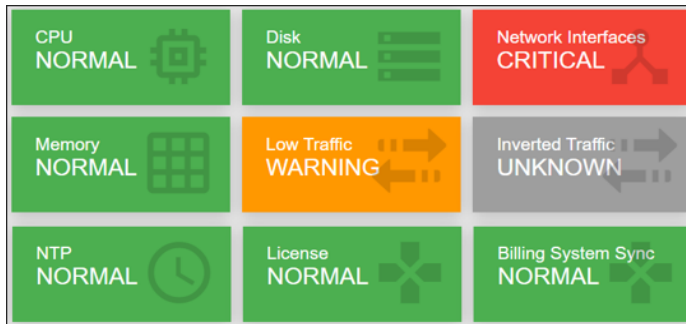 CPU
NORMAL
Disk
NORMAL
Network Interfaces
CRITICAL
Memory
NORMAL
Low Traffic
WARNING
Inverted Traffic
UNKNOWN
NTP
NORMAL
License
NORMAL
Billing System Sync
NORMAL